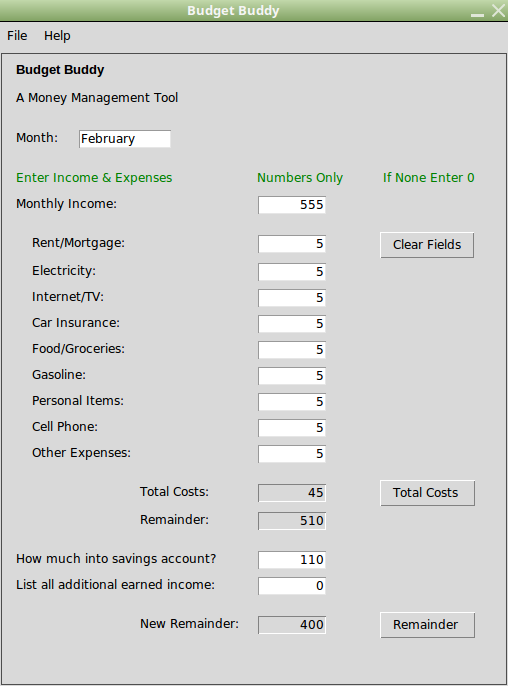 Budget Buddy
File Help
Budget Buddy
A Money Management Tool
Month: February
Enter Income & Expenses Numbers Only If None Enter 0
Monthly Income: 555
Rent/Mortgage: 5 Clear Fields
Electricity: 5
Internet/TV: 5
Car Insurance: 5
Food/Groceries: 5
Gasoline: 5
Personal Items: 5
Cell Phone: 5
Other Expenses: 5
Total Costs: 45 Total Costs
Remainder: 510
How much into savings account? 110
List all additional earned income: 0
New Remainder: 400 Remainder